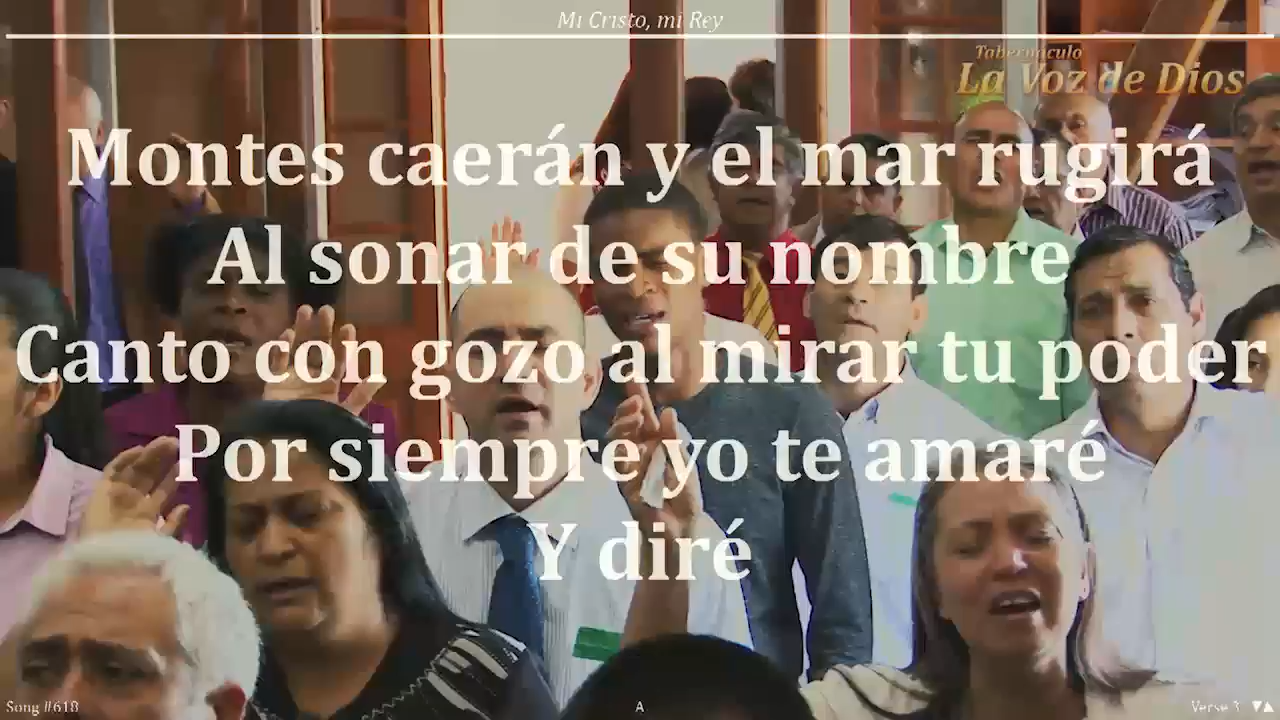 Mi Cristo, mi Rey
Tabernáculo
La Voz de Dios
Montes caerán y el mar rugirá
Al sonar de su nombre
Canto con gozo al mirar tu poder
Por siempre yo te amaré
Y diré
Song #618
A
Verse 3 ▼▲